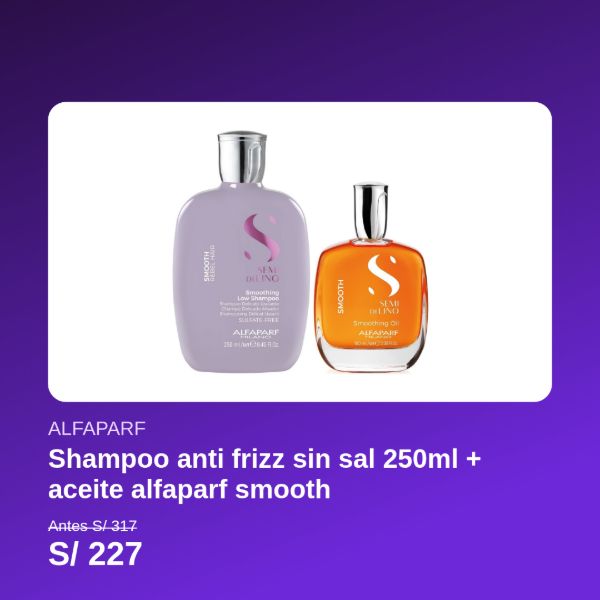 SMOOTH
REBEL HAIR
SEMI
DI LINO
Smoothing
Low Shampoo
SULFATE-FREE
ALFAPARF
MILANO
SMOOTH
SEMI
DI LINO
Smoothing Oil
ALFAPARF
MILANO
ALFAPARF
Shampoo anti frizz sin sal 250ml +
aceite alfaparf smooth
Antes S/ 317
S/ 227